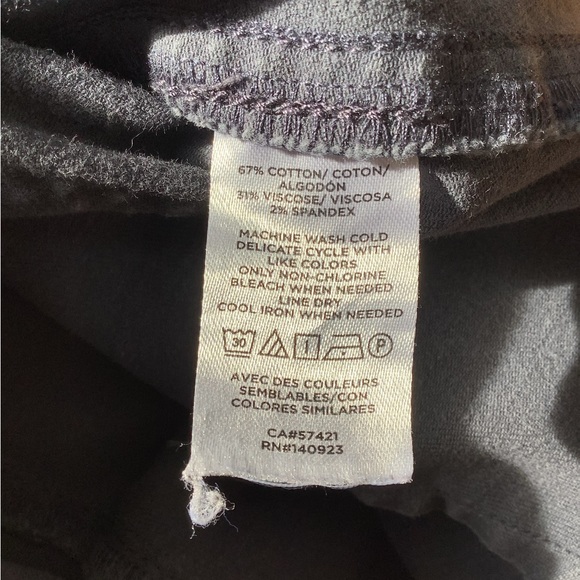 67% COTTON/ COTON/
ALGODÓN
31% VISCOSE/ VISCOSA
2% SPANDEX
MACHINE WASH COLD
DELICATE CYCLE WITH
LIKE COLORS
ONLY NON-CHLORINE
BLEACH WHEN NEEDED
LINE DRY
COOL IRON WHEN NEEDED
30 P
AVEC DES COULEURS
SEMBLABLES/CON
COLORES SIMILARES
CA#57421
RN#140923